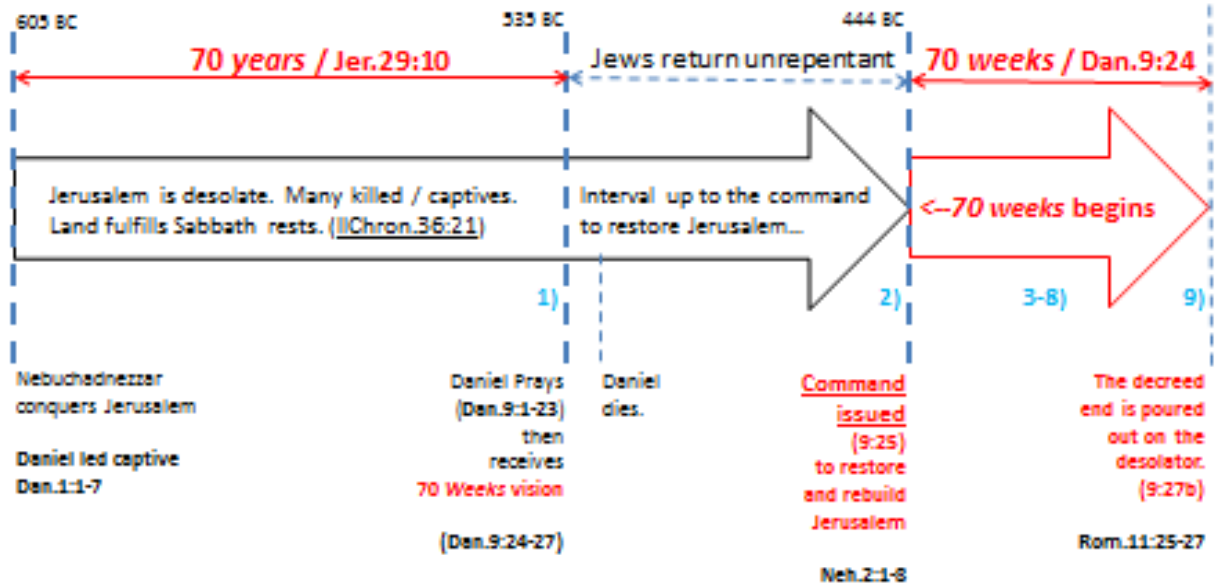 605 BC
535 BC
444 BC
70 years / Jer.29:10
Jews return unrepentant
70 weeks / Dan.9:24
Jerusalem is desolate. Many killed / captives.
Land fulfills Sabbath rests. (IIChron.36:21)
Interval up to the command
to restore Jerusalem...
<--70 weeks begins
1)
2)
3-8)
9)
Nebuchadnezzar
conquers Jerusalem
Daniel led captive
Dan.1:1-7
Daniel Prays
(Dan.9:1-23)
then
receives
70 Weeks vision
(Dan.9:24-27)
Daniel
dies.
Command
issued
(9:25)
to restore
and rebuild
Jerusalem
Neh.2:1-8
The decreed
end is poured
out on the
desolator.
(9:27b)
Rom.11:25-27